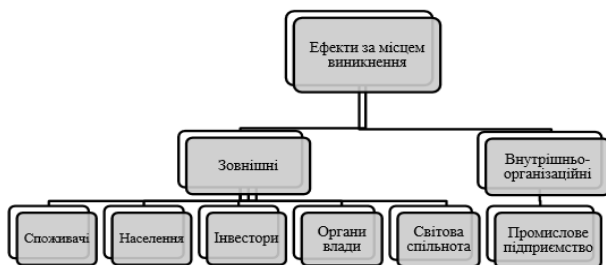 Ефекти за місцем
виникнення
Зовнішні
Внутрішньо-
організаційні
Споживачі
Населення
Інвестори
Органи
влади
Світова
спільнота
Промислове
підприємство